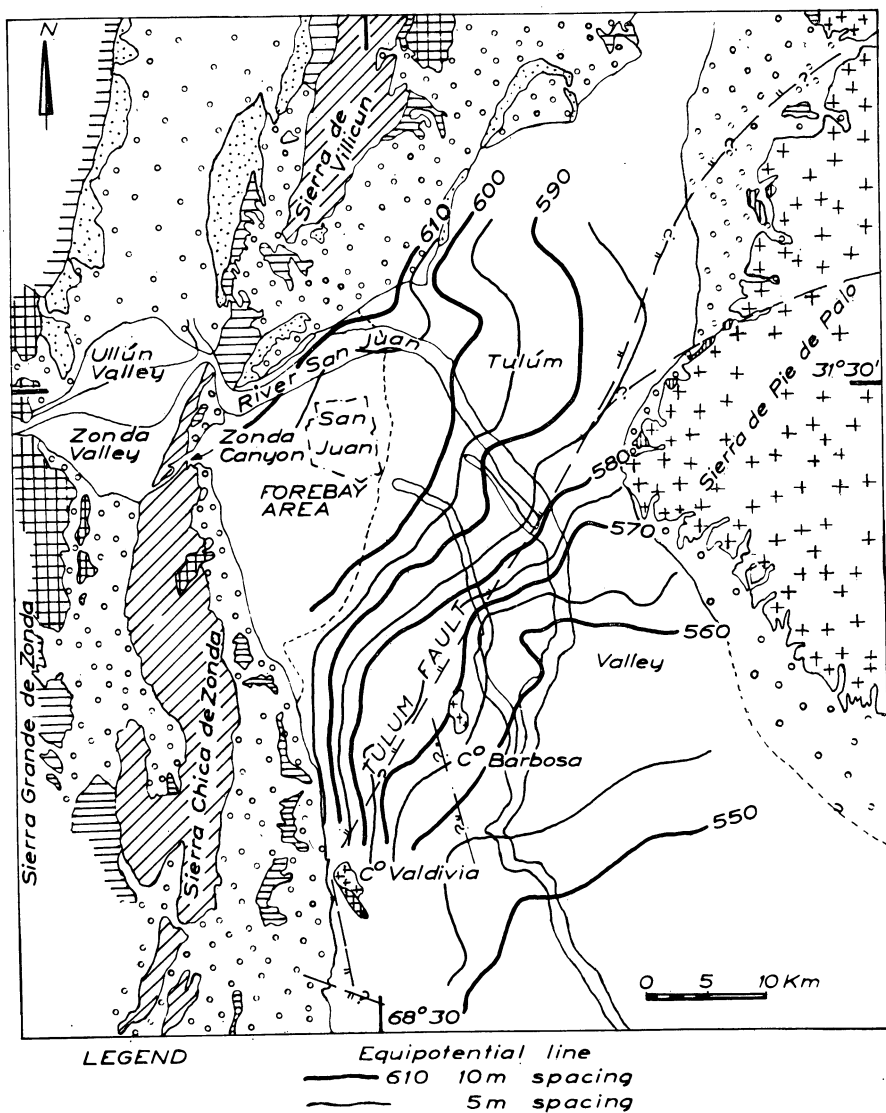 N
Sierra de
Villicun
610
600
590
Ullún
Valley
River San Juan
Tulúm
31°30'
Zonda
Valley
Zonda
Canyon
San
Juan
FOREBAY
AREA
580
570
560
Sierra de Pie de Palo
Valley
TULUM FAULT
Cº Barbosa
Sierra Grande de Zonda
Sierra Chica de Zonda
550
Cº Valdivia
0 5 10 Km
68°30
LEGEND
Equipotential line
610 10m spacing
5m spacing